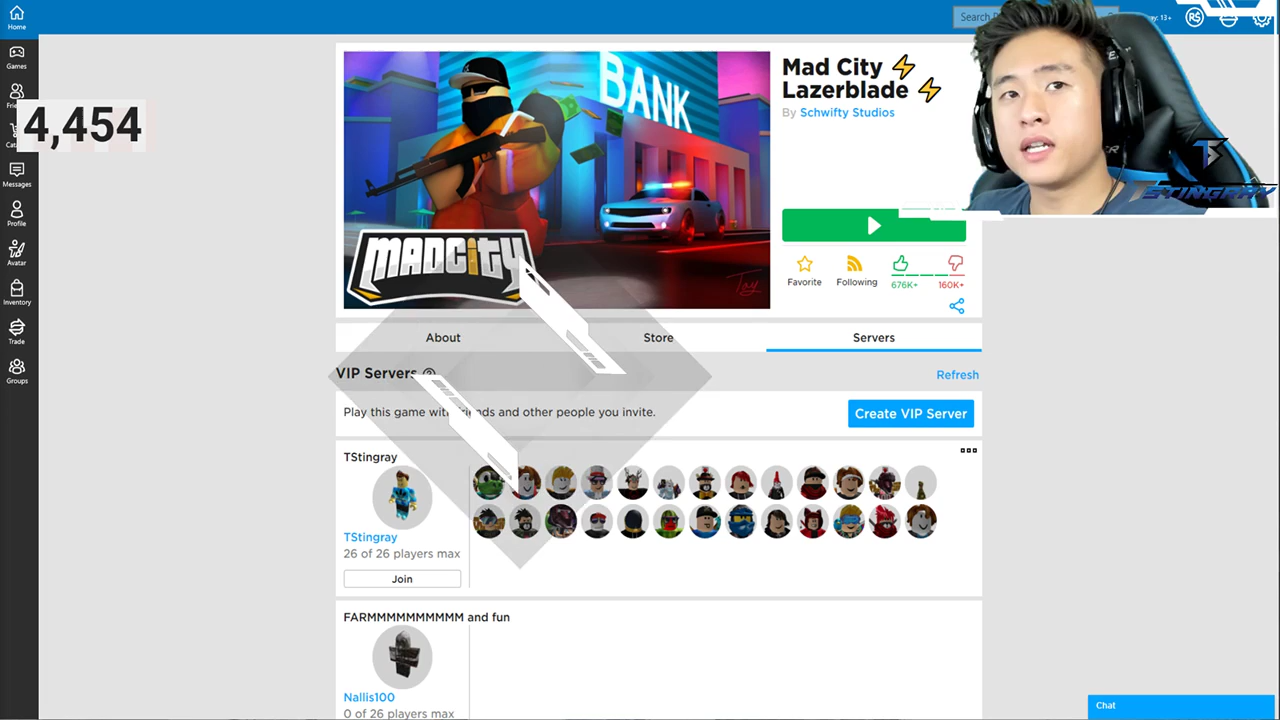 Home
Search
y: 13+
Games
4,454
Messages
Profile
Avatar
Inventory
Trade
Groups
BANK
MADCITY
Mad City ⚡
Lazerblade ⚡
By Schwifty Studios
Favorite
Following
676K+
160K+
TS
TSTINGRAY
About
Store
Servers
VIP Servers
Refresh
Play this game with friends and other people you invite.
Create VIP Server
TStingray
TStingray
26 of 26 players max
Join
FARMMMMMMMMMM and fun
Nallis100
0 of 26 players max
Chat